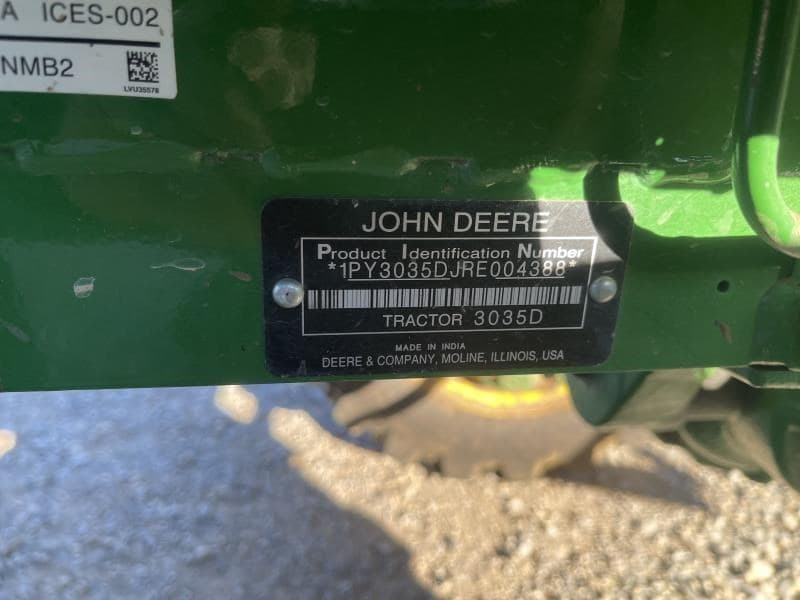 A ICES-002
NMB2
LVU35578
JOHN DEERE
Product Identification Number
*1PY3035DJRE004388*
TRACTOR 3035D
MADE IN INDIA
DEERE & COMPANY, MOLINE, ILLINOIS, USA